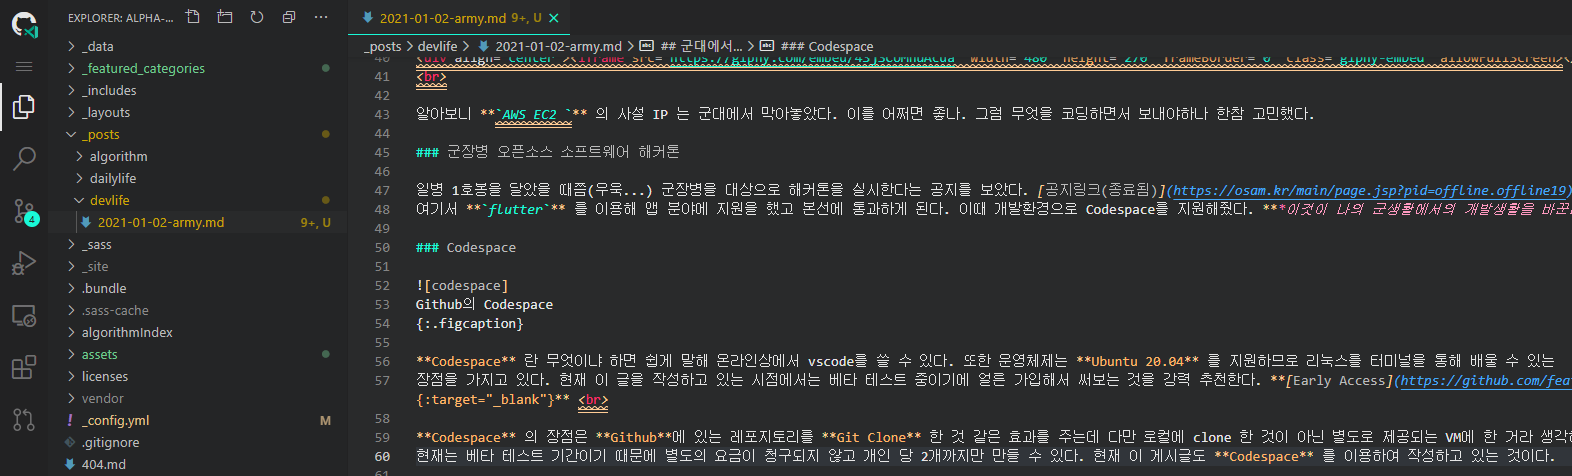 EXPLORER: ALPHA-...
_data
_featured_categories
_includes
_layouts
_posts
algorithm
dailylife
devlife
2021-01-02-army.md 9+, U
_sass
_site
.bundle
.sass-cache
algorithmIndex
assets
licenses
vendor
_config.yml M
.gitignore
404.md
4
2021-01-02-army.md 9+, U
_posts > devlife > 2021-01-02-army.md > ## 군대에서... > ### Codespace
40 <div align="center"><iframe src="https://giphy.com/embed/ width="480" height="270" frameBorder="0" class="giphy-embed" allowFullScreen><
41 <br>
42
43 알아보니 **`AWS EC2 `** 의 사설 IP 는 군대에서 막아놓았다. 이를 어쩌면 좋나. 그럼 무엇을 코딩하면서 보내야하나 한참 고민했다.
44
45 ### 군장병 오픈소스 소프트웨어 해커톤
46
47 일병 1호봉을 달았을 때쯤(우욱...) 군장병을 대상으로 해커톤을 실시한다는 공지를 보았다. [공지링크(종료됨)](https://osam.kr/main/page.jsp?pid=offline.offline19)
48 여기서 **`flutter`** 를 이용해 앱 분야에 지원을 했고 본선에 통과하게 된다. 이때 개발환경으로 Codespace를 지원해줬다. ***이것이 나의 군생활에서의 개발생활을 바꾼
49
50 ### Codespace
51
52 ![codespace]
53 Github의 Codespace
54 {:.figcaption}
55
56 **Codespace** 란 무엇이냐 하면 쉽게 말해 온라인상에서 vscode를 쓸 수 있다. 또한 운영체제는 **Ubuntu 20.04** 를 지원하므로 리눅스를 터미널을 통해 배울 수 있는
57 장점을 가지고 있다. 현재 이 글을 작성하고 있는 시점에서는 베타 테스트 중이기에 얼른 가입해서 써보는 것을 강력 추천한다. **[Early Access](https://github.com/fea
{:target="_blank"}** <br>
58
59 **Codespace** 의 장점은 **Github**에 있는 레포지토리를 **Git Clone** 한 것 같은 효과를 주는데 다만 로컬에 clone 한 것이 아닌 별도로 제공되는 VM에 한 거라 생각하
60 현재는 베타 테스트 기간이기 때문에 별도의 요금이 청구되지 않고 개인 당 2개까지만 만들 수 있다. 현재 이 게시글도 **Codespace** 를 이용하여 작성하고 있는 것이다.
61